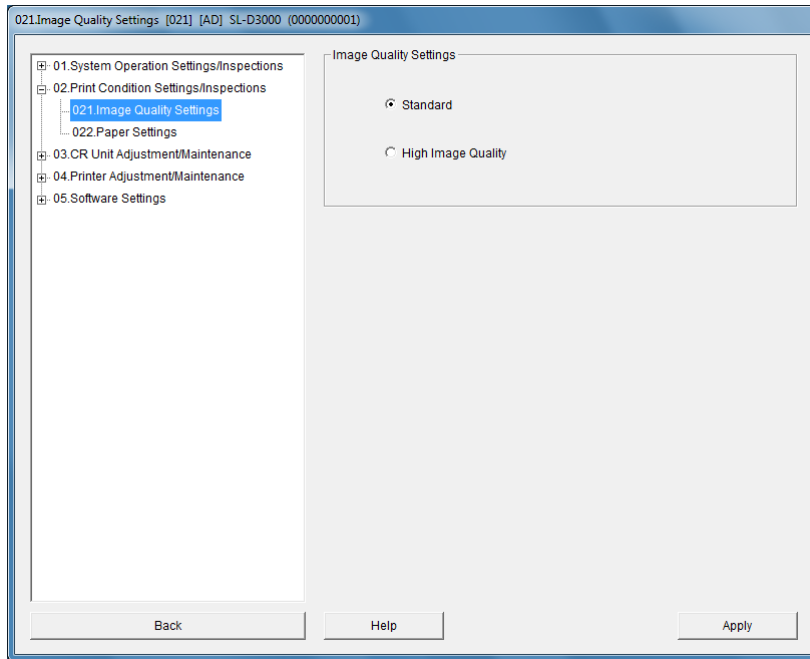 021.Image Quality Settings [021] [AD] SL-D3000 (0000000001)
01.System Operation Settings/Inspections
02.Print Condition Settings/Inspections
021.Image Quality Settings
022.Paper Settings
03.CR Unit Adjustment/Maintenance
04.Printer Adjustment/Maintenance
05.Software Settings
Image Quality Settings
Standard
High Image Quality
Back
Help
Apply